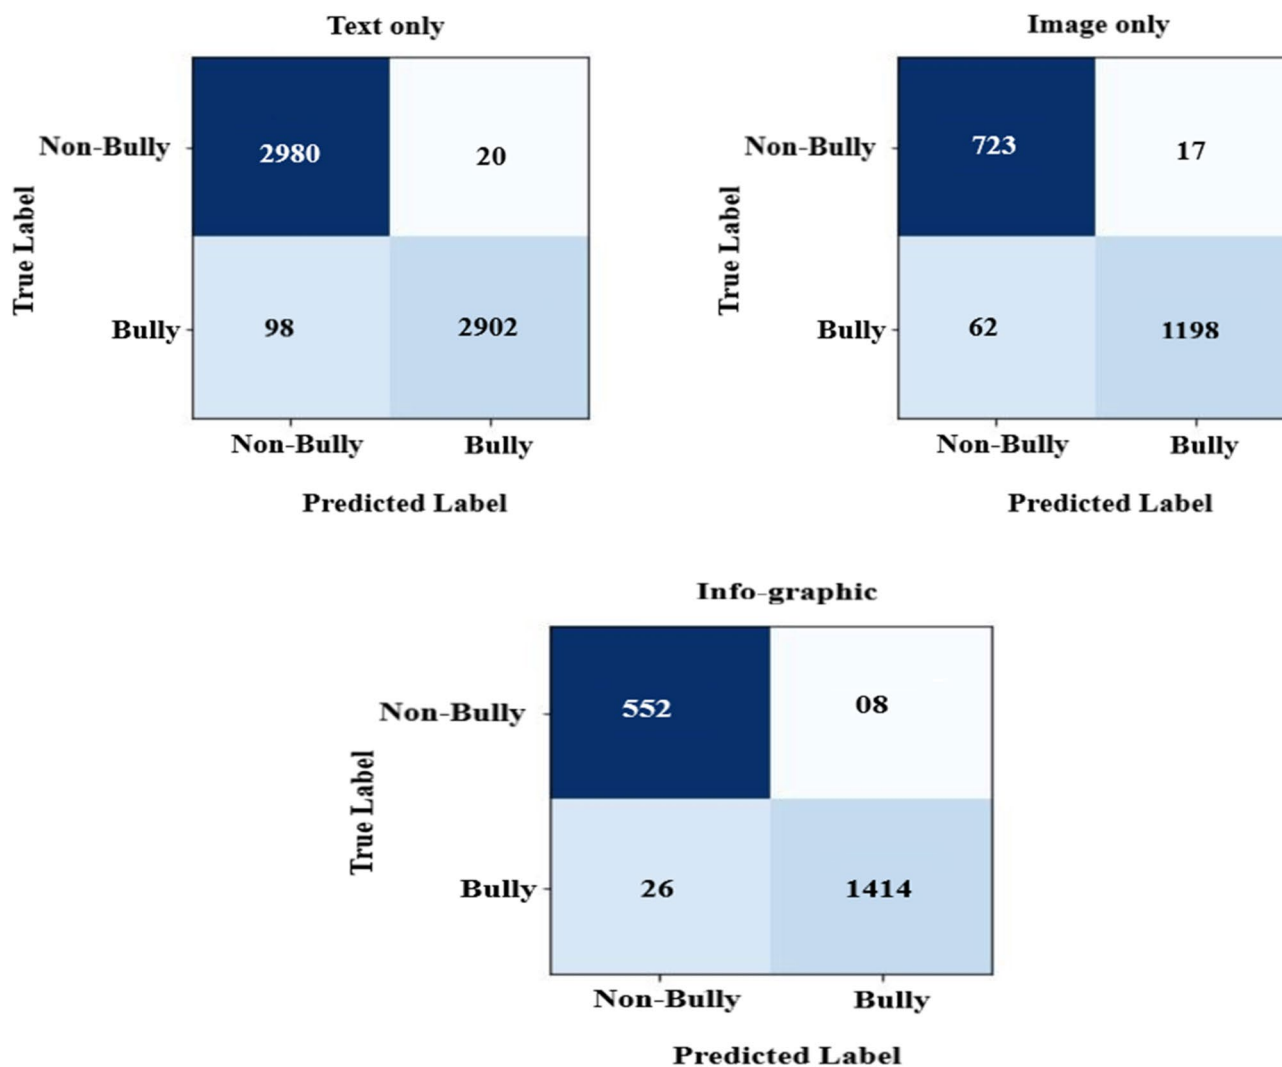 Text only
Non-Bully
2980
20
True Label
Bully
98
2902
Non-Bully Bully
Predicted Label
Image only
Non-Bully
723
17
True Label
Bully
62
1198
Non-Bully Bully
Predicted Label
Info-graphic
Non-Bully
552
08
True Label
Bully
26
1414
Non-Bully Bully
Predicted Label